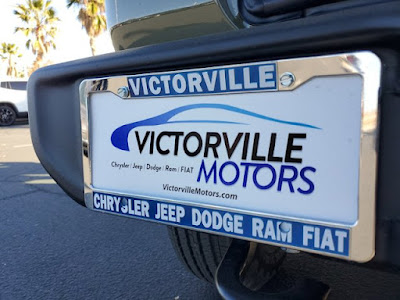 VICTORVILLE
VICTORVILLE
Chrysler | Jeep | Dodge | Ram | FIAT
MOTORS
VictorvilleMotors.com
CHRYSLER JEEP DODGE RAM FIAT